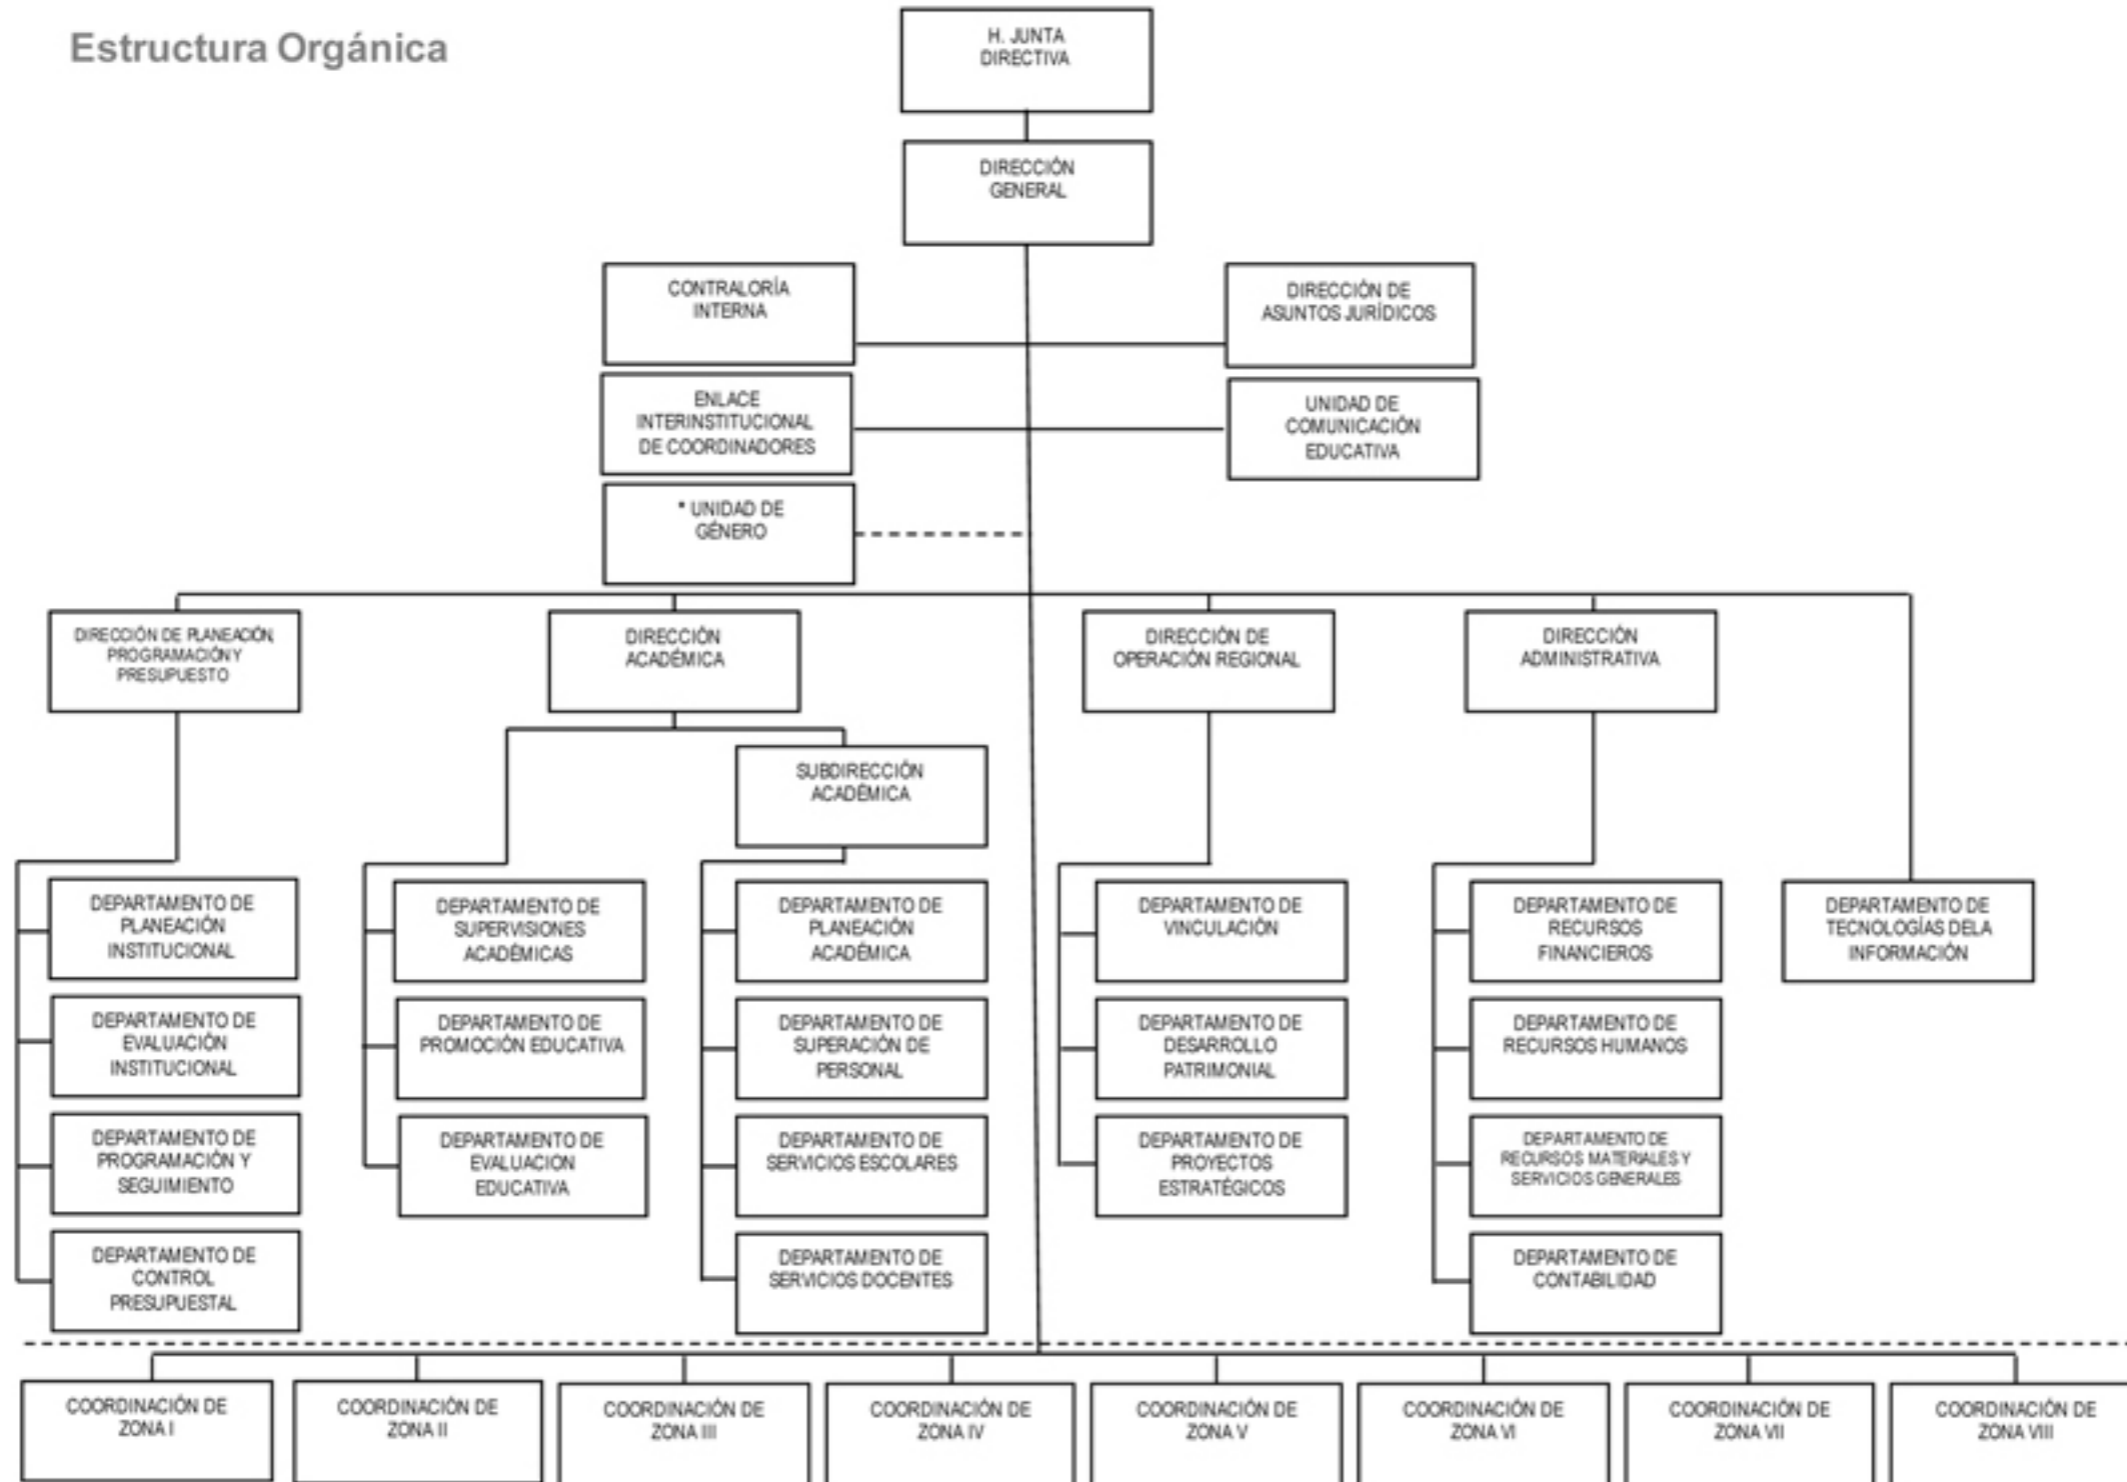 Estructura Orgánica
H. JUNTA
DIRECTIVA
DIRECCIÓN
GENERAL
CONTRALORÍA
INTERNA
DIRECCIÓN DE
ASUNTOS JURÍDICOS
ENLACE
INTERINSTITUCIONAL
DE COORDINADORES
UNIDAD DE
COMUNICACIÓN
EDUCATIVA
* UNIDAD DE
GÉNERO
DIRECCIÓN DE PLANEACIÓN,
PROGRAMACIÓN Y
PRESUPUESTO
DIRECCIÓN
ACADÉMICA
DIRECCIÓN DE
OPERACIÓN REGIONAL
DIRECCIÓN
ADMINISTRATIVA
SUBDIRECCIÓN
ACADÉMICA
DEPARTAMENTO DE
PLANEACIÓN
INSTITUCIONAL
DEPARTAMENTO DE
SUPERVISIONES
ACADÉMICAS
DEPARTAMENTO DE
PLANEACIÓN
ACADÉMICA
DEPARTAMENTO DE
VINCULACIÓN
DEPARTAMENTO DE
RECURSOS
FINANCIEROS
DEPARTAMENTO DE
TECNOLOGÍAS DELA
INFORMACIÓN
DEPARTAMENTO DE
EVALUACIÓN
INSTITUCIONAL
DEPARTAMENTO DE
PROMOCIÓN EDUCATIVA
DEPARTAMENTO DE
SUPERACIÓN DE
PERSONAL
DEPARTAMENTO DE
DESARROLLO
PATRIMONIAL
DEPARTAMENTO DE
RECURSOS HUMANOS
DEPARTAMENTO DE
PROGRAMACIÓN Y
SEGUIMIENTO
DEPARTAMENTO DE
EVALUACION
EDUCATIVA
DEPARTAMENTO DE
SERVICIOS ESCOLARES
DEPARTAMENTO DE
PROYECTOS
ESTRATÉGICOS
DEPARTAMENTO DE
RECURSOS MATERIALES Y
SERVICIOS GENERALES
DEPARTAMENTO DE
CONTROL
PRESUPUESTAL
DEPARTAMENTO DE
SERVICIOS DOCENTES
DEPARTAMENTO DE
CONTABILIDAD
COORDINACIÓN DE
ZONA I
COORDINACIÓN DE
ZONA II
COORDINACIÓN DE
ZONA III
COORDINACIÓN DE
ZONA IV
COORDINACIÓN DE
ZONA V
COORDINACIÓN DE
ZONA VI
COORDINACIÓN DE
ZONA VII
COORDINACIÓN DE
ZONA VIII